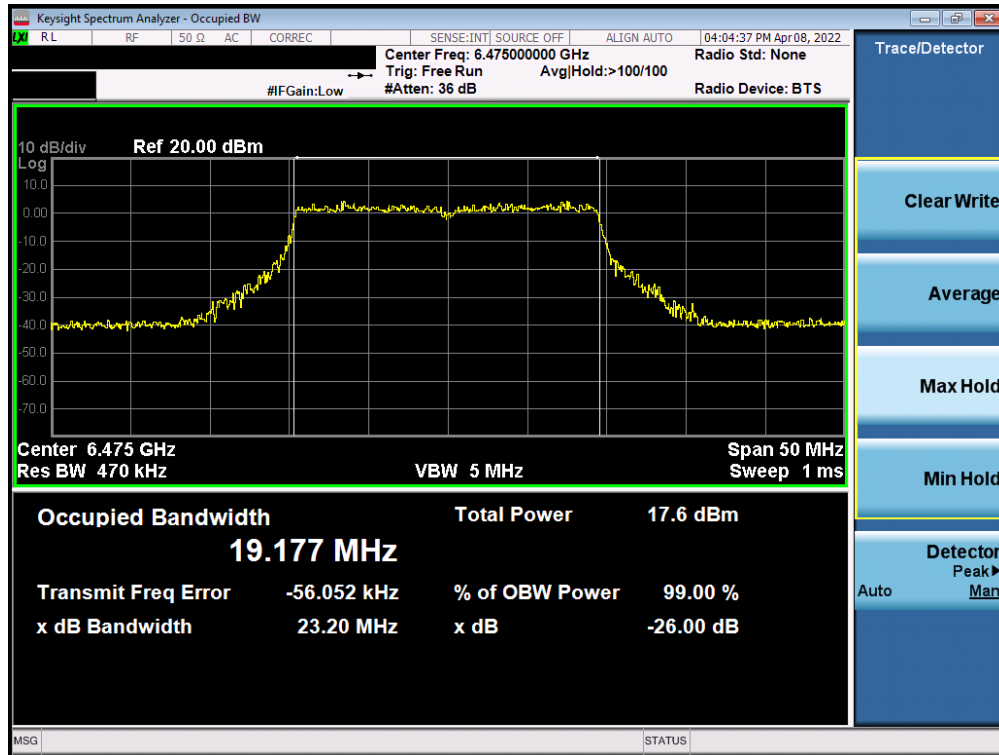 Keysight Spectrum Analyzer - Occupied BW
LXI RL RF 50 Ω AC CORREC SENSE:INT SOURCE OFF ALIGN AUTO 04:04:37 PM Apr 08, 2022
Center Freq: 6.475000000 GHz Radio Std: None
Trig: Free Run Avg|Hold:>100/100
#IFGain:Low #Atten: 36 dB Radio Device: BTS
10 dB/div Ref 20.00 dBm
Log
10.0
0.00
-10.0
-20.0
-30.0
-40.0
-50.0
-60.0
-70.0
Center 6.475 GHz Span 50 MHz
Res BW 470 kHz VBW 5 MHz Sweep 1 ms
Occupied Bandwidth Total Power 17.6 dBm
19.177 MHz
Transmit Freq Error -56.052 kHz % of OBW Power 99.00 %
x dB Bandwidth 23.20 MHz x dB -26.00 dB
MSG STATUS
Trace/Detector
Clear Write
Average
Max Hold
Min Hold
Detector
Peak▶
Auto Man